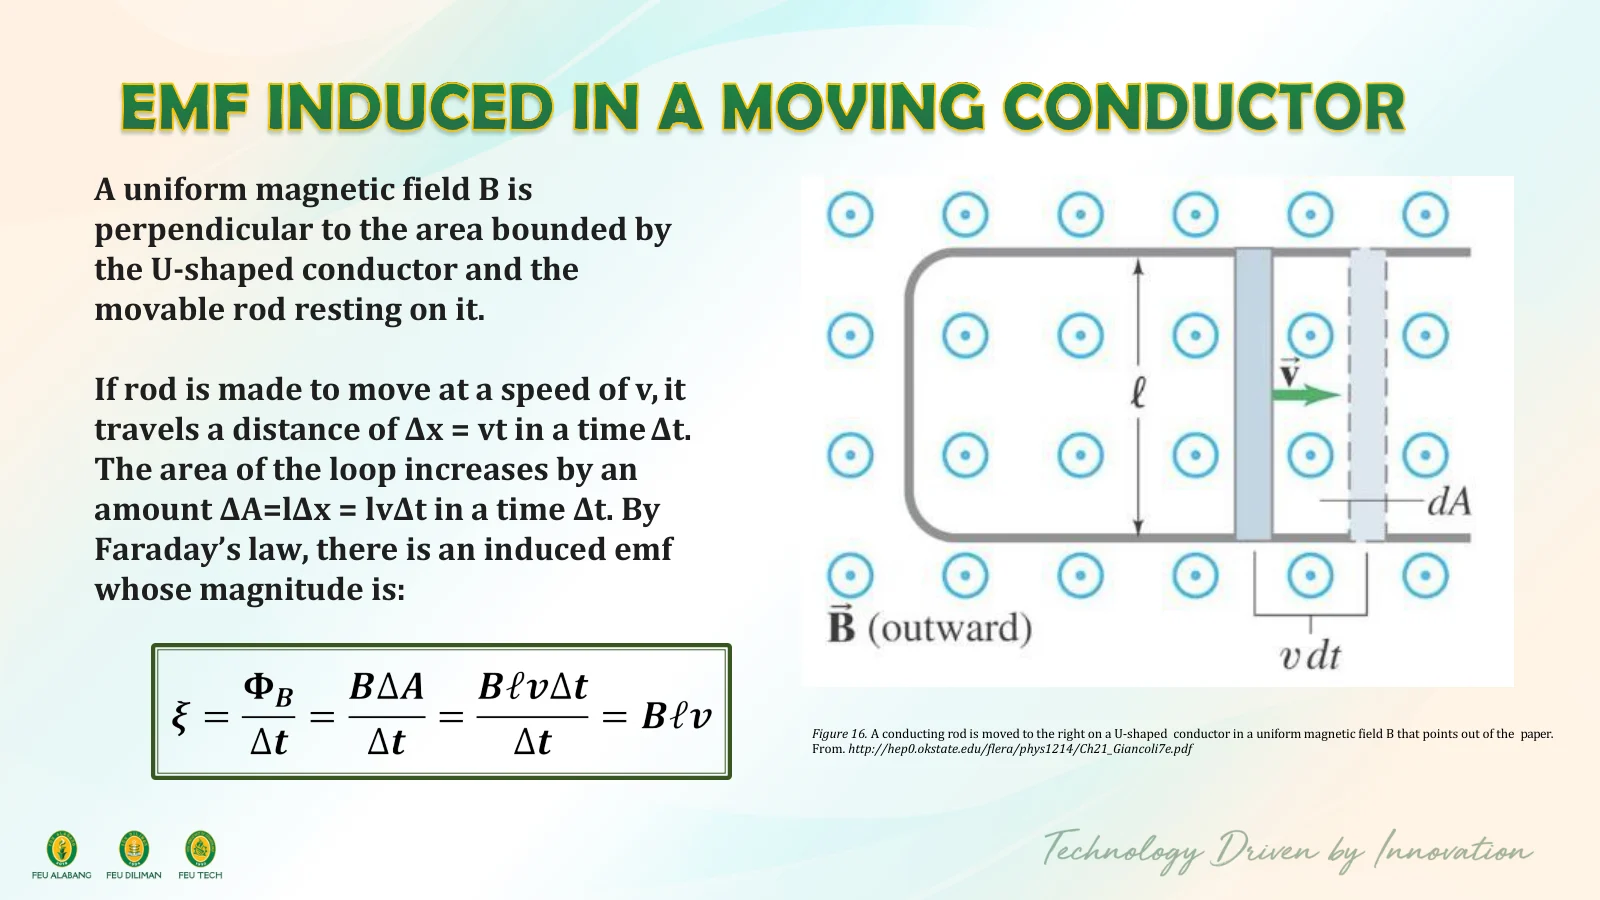 EMF INDUCED IN A MOVING CONDUCTOR
A uniform magnetic field B is
perpendicular to the area bounded by
the U-shaped conductor and the
movable rod resting on it.
If rod is made to move at a speed of v, it
travels a distance of Δx = vt in a time Δt.
The area of the loop increases by an
amount ΔA=lΔx = lvΔt in a time Δt. By
Faraday’s law, there is an induced emf
whose magnitude is:
ξ = Φ_B/Δt = BΔA/Δt = BℓvΔt/Δt = Bℓv
ℓ
v⃗
dA
B⃗ (outward)
v dt
Figure 16. A conducting rod is moved to the right on a U-shaped conductor in a uniform magnetic field B that points out of the paper.
From. http://hep0.okstate.edu/flera/phys1214/Ch21_Giancoli7e.pdf
FEU ALABANG FEU DILIMAN FEU TECH
Technology Driven by Innovation